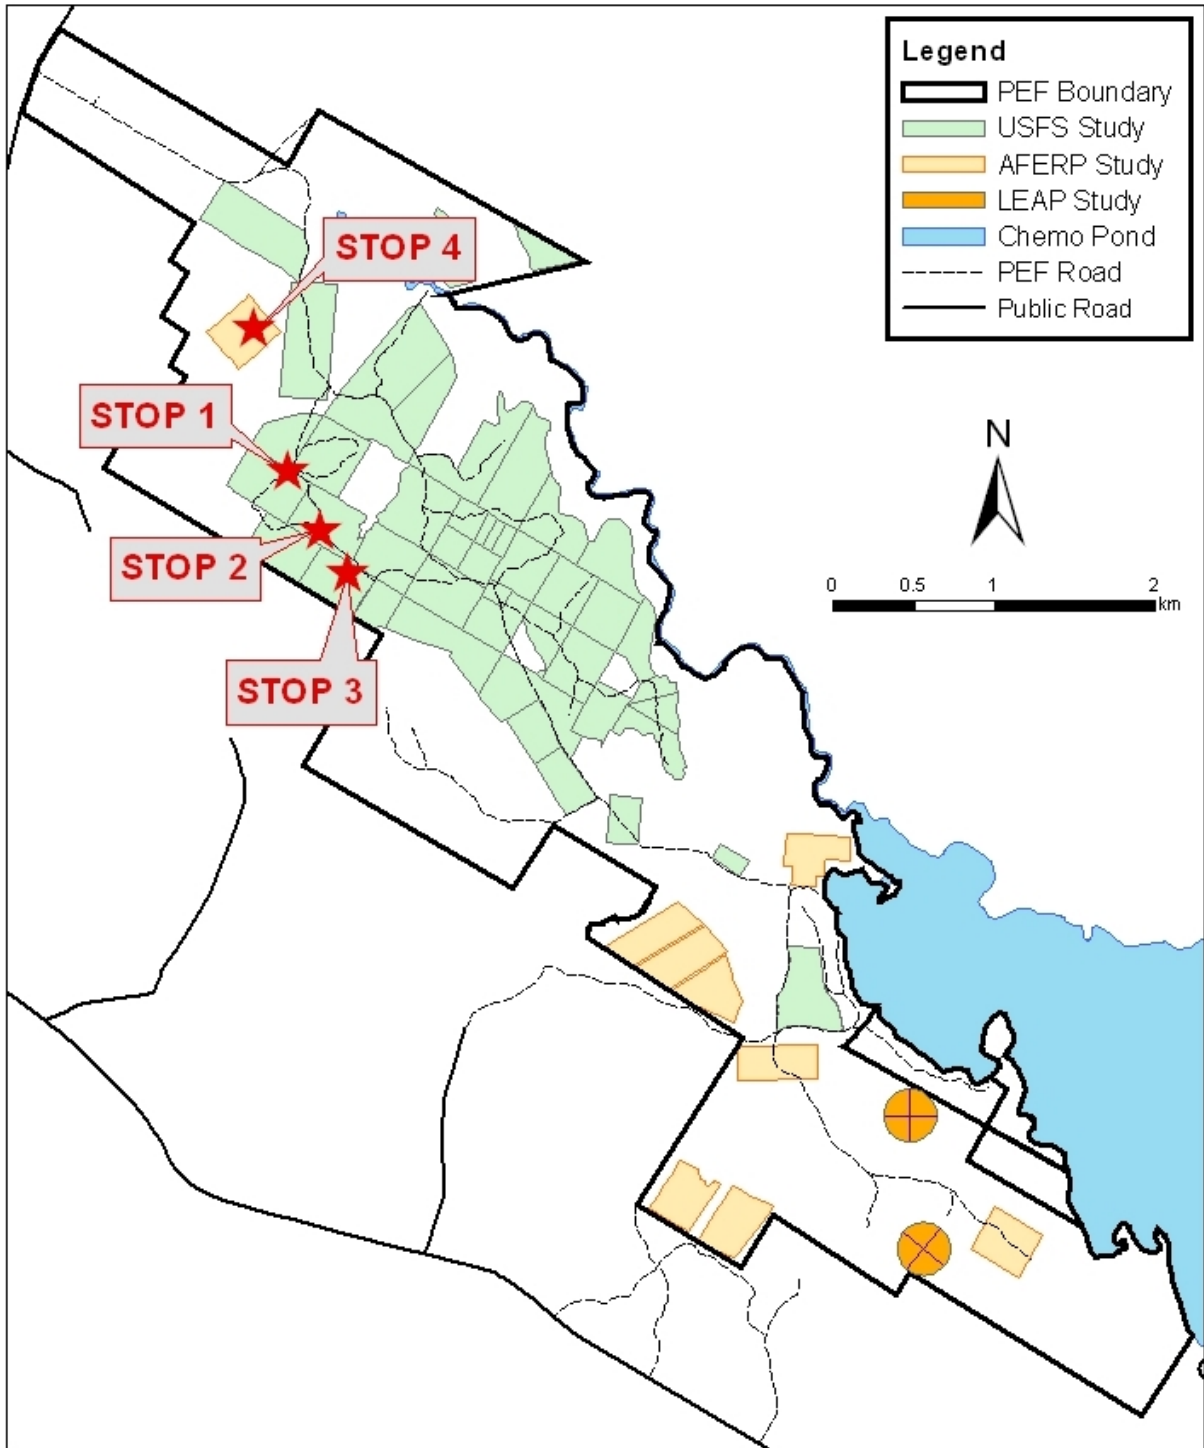 Legend
PEF Boundary
USFS Study
AFERP Study
LEAP Study
Chemo Pond
PEF Road
Public Road
STOP 4
STOP 1
STOP 2
STOP 3
N
0 0.5 1 2
km